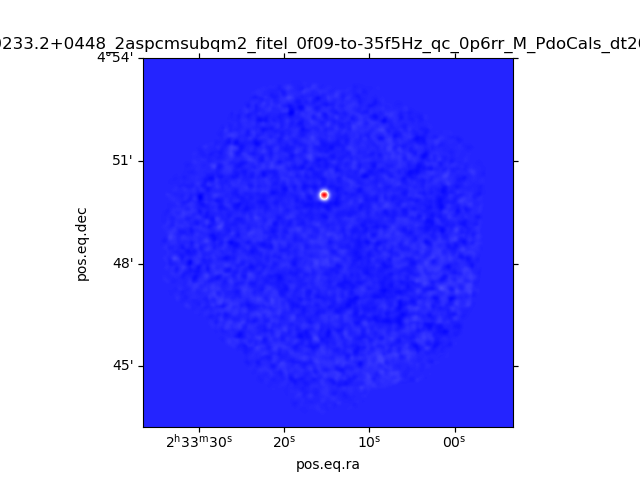 0233.2+0448_2aspcmsubqm2_fitel_0f09-to-35f5Hz_qc_0p6rr_M_PdoCals_dt20
4°54'
51'
48'
45'
pos.eq.dec
2h33m30s 20s 10s 00s
pos.eq.ra